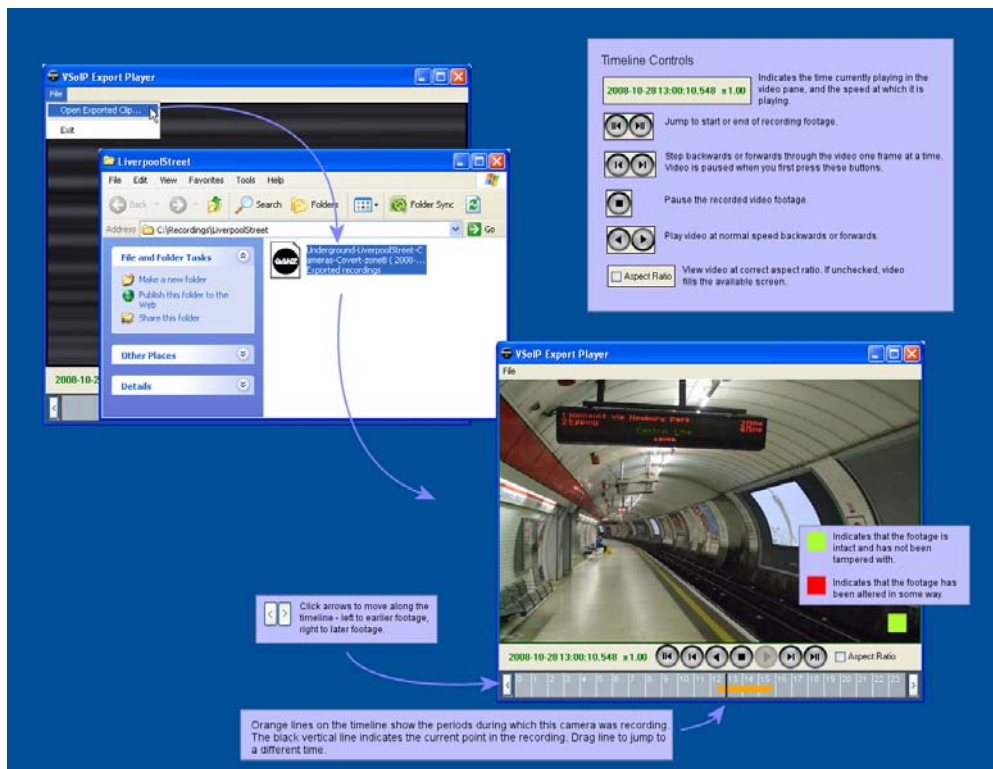 VSoIP Export Player
File
Open Exported Clip...
Exit
LiverpoolStreet
File Edit View Favorites Tools Help
Back Search Folders Folder Sync
Address C:\Recordings\LiverpoolStreet Go
File and Folder Tasks
Make a new folder
Publish this folder to the
Web
Share this folder
Other Places
Details
GANZ
Underground-LiverpoolStreet-C
ameras-Covert-zone8 ( 2008-...
Exported recordings
2008-10-2
Timeline Controls
2008-10-28 13:00:10.548 x1.00
Indicates the time currently playing in the
video pane, and the speed at which it is
playing.
Jump to start or end of recording footage.
Step backwards or forwards through the video one frame at a time.
Video is paused when you first press these buttons.
Pause the recorded video footage.
Play video at normal speed backwards or forwards.
Aspect Ratio
View video at correct aspect ratio. If unchecked, video
fills the available screen.
VSoIP Export Player
File
1 Hainault via Newbury Park
2 Epping
Central Line
Indicates that the footage is
intact and has not been
tampered with.
Indicates that the footage has
been altered in some way.
Click arrows to move along the
timeline - left to earlier footage,
right to later footage.
2008-10-28 13:00:10.548 x1.00 Aspect Ratio
0 1 2 3 4 5 6 7 8 9 10 11 12 13 14 15 16 17 18 19 20 21 22 23
Orange lines on the timeline show the periods during which this camera was recording.
The black vertical line indicates the current point in the recording. Drag line to jump to
a different time.